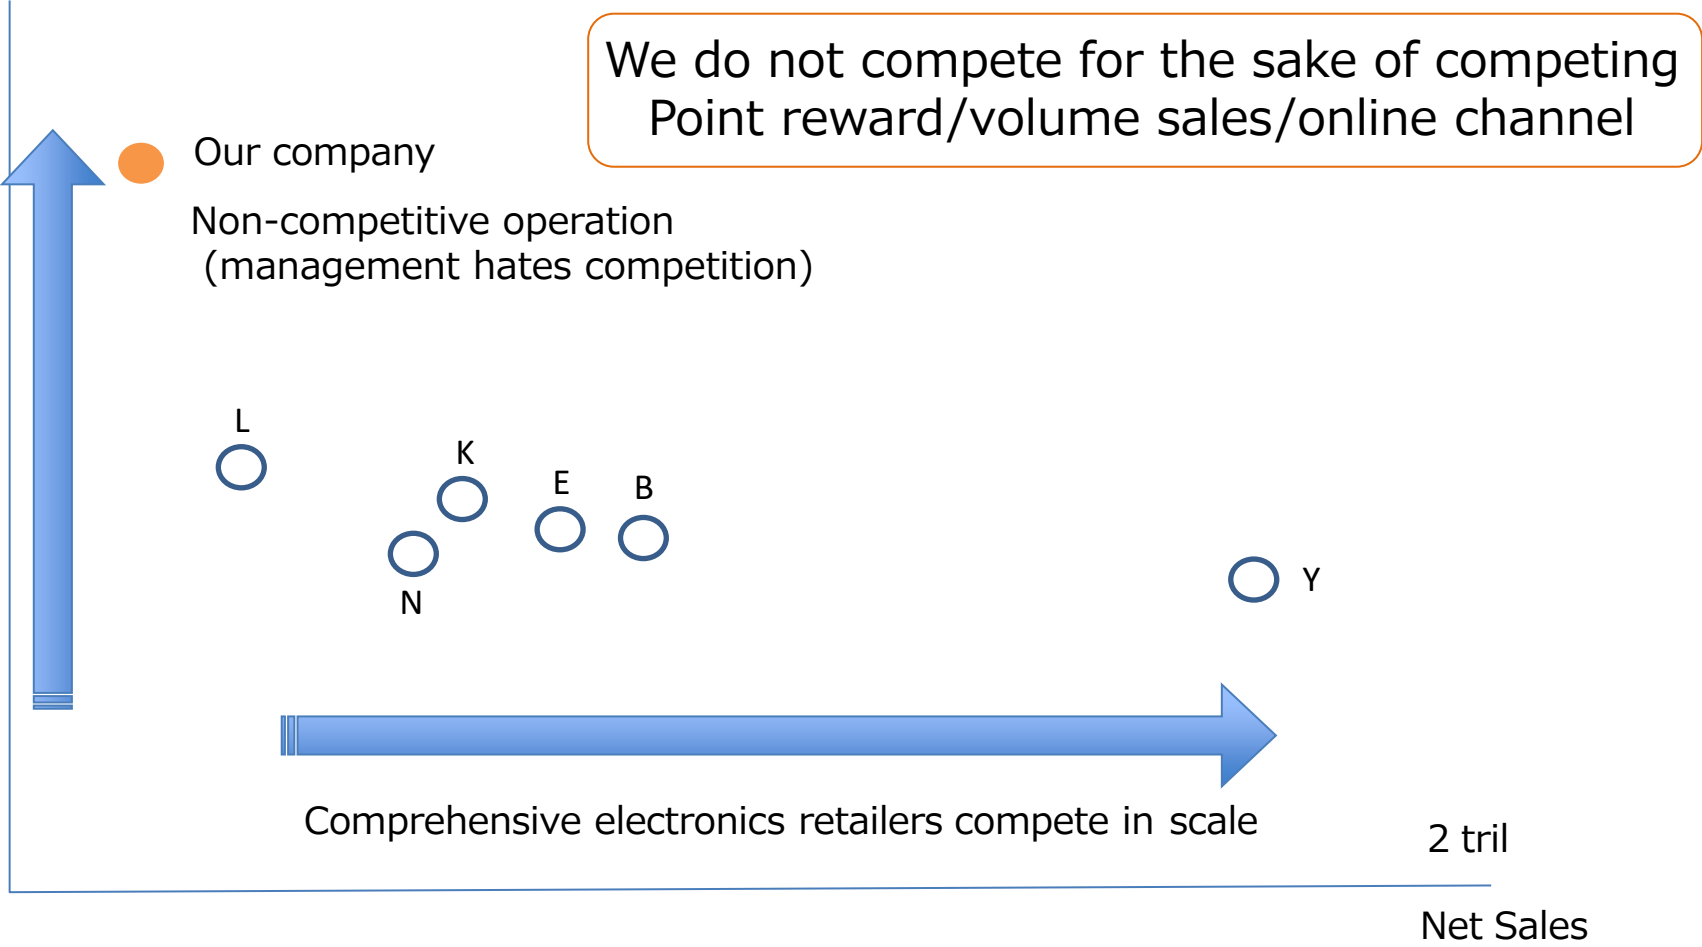 We do not compete for the sake of competing
Point reward/volume sales/online channel
Our company
Non-competitive operation
(management hates competition)
L
K
E
B
N
Y
Comprehensive electronics retailers compete in scale
2 tril
Net Sales